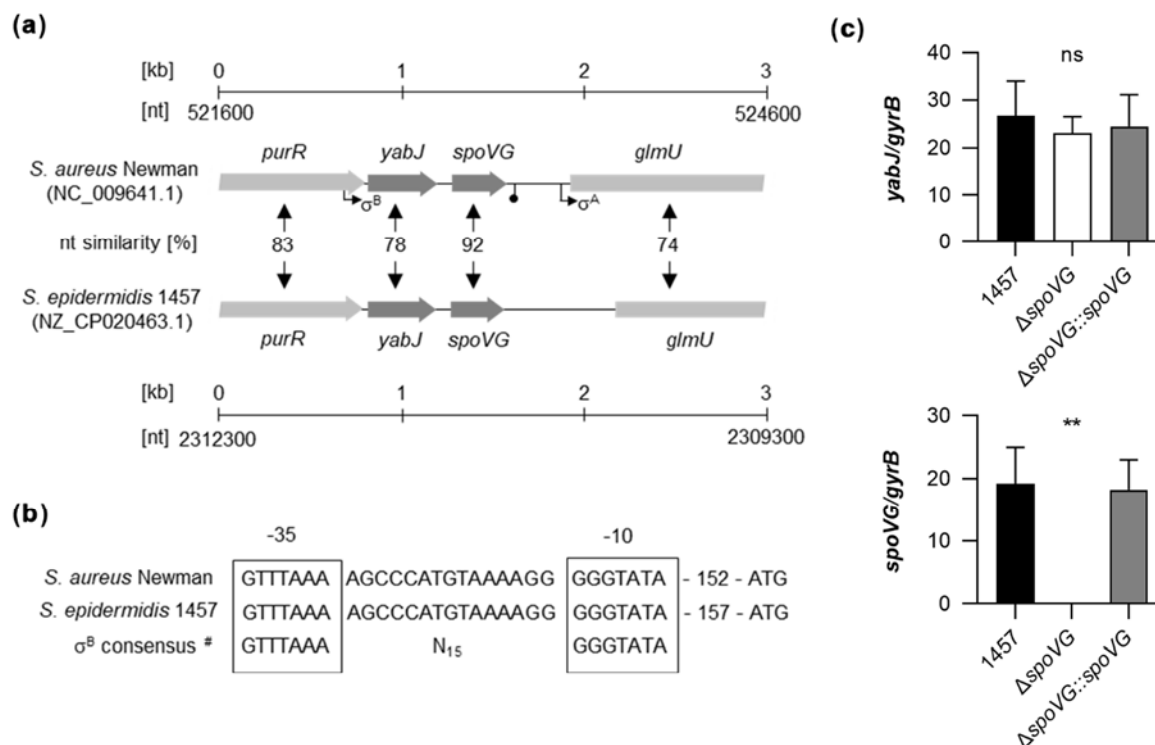 (a)
[kb] 0 1 2 3
[nt] 521600 524600
purR yabJ spoVG glmU
S. aureus Newman
(NC_009641.1)
σB σA
nt similarity [%] 83 78 92 74
S. epidermidis 1457
(NZ_CP020463.1)
purR yabJ spoVG glmU
[kb] 0 1 2 3
[nt] 2312300 2309300
(b)
-35 -10
S. aureus Newman GTTTAAA AGCCCATGTAAAAGG GGGTATA - 152 - ATG
S. epidermidis 1457 GTTTAAA AGCCCATGTAAAAGG GGGTATA - 157 - ATG
σB consensus # GTTTAAA N15 GGGTATA
(c)
yabJ/gyrB
40
30
20
10
0
ns
1457
ΔspoVG
ΔspoVG::spoVG
spoVG/gyrB
30
20
10
0
**
1457
ΔspoVG
ΔspoVG::spoVG